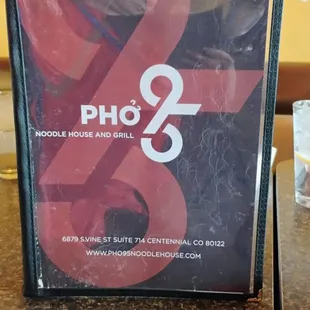 PHỞ 95
NOODLE HOUSE AND GRILL
6879 S.VINE ST SUITE 714 CENTENNIAL CO 80122
WWW.PHO95NOODLEHOUSE.COM